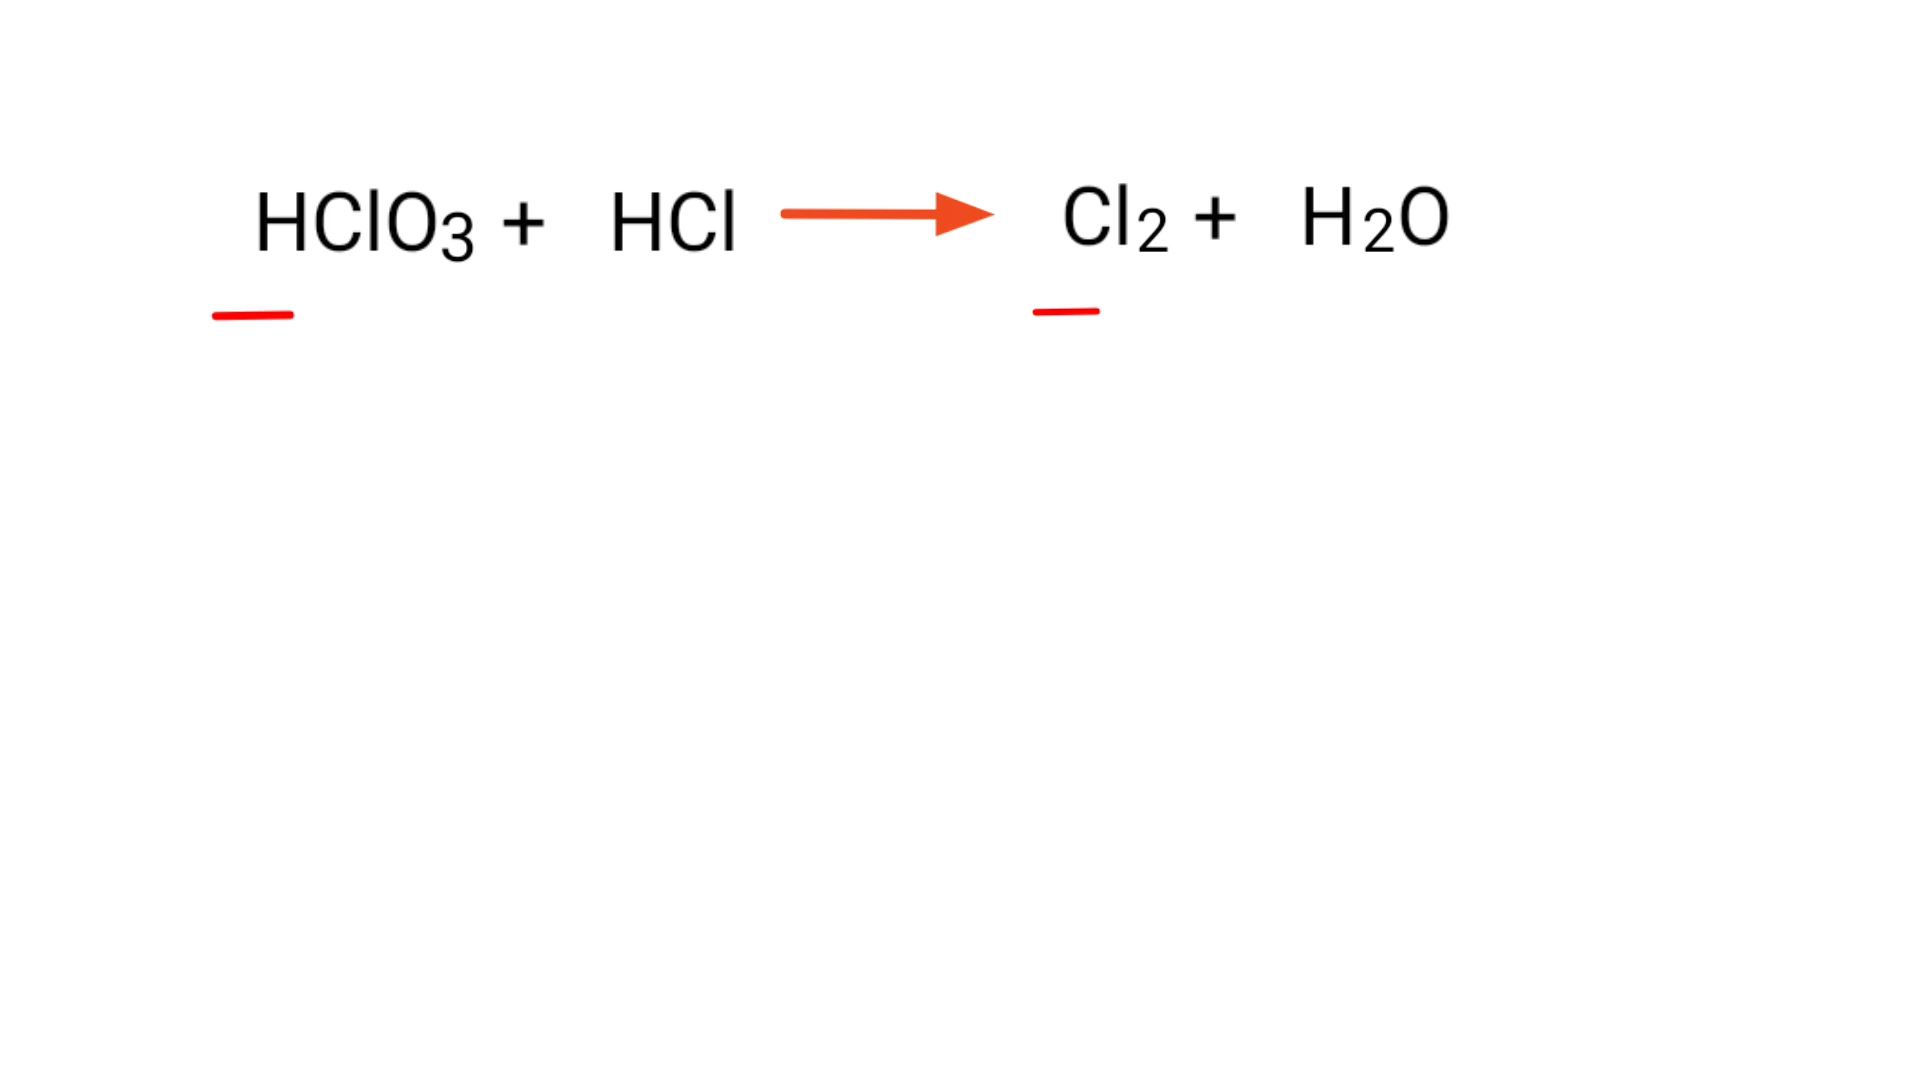 HClO3 + HCl → Cl2 + H2O